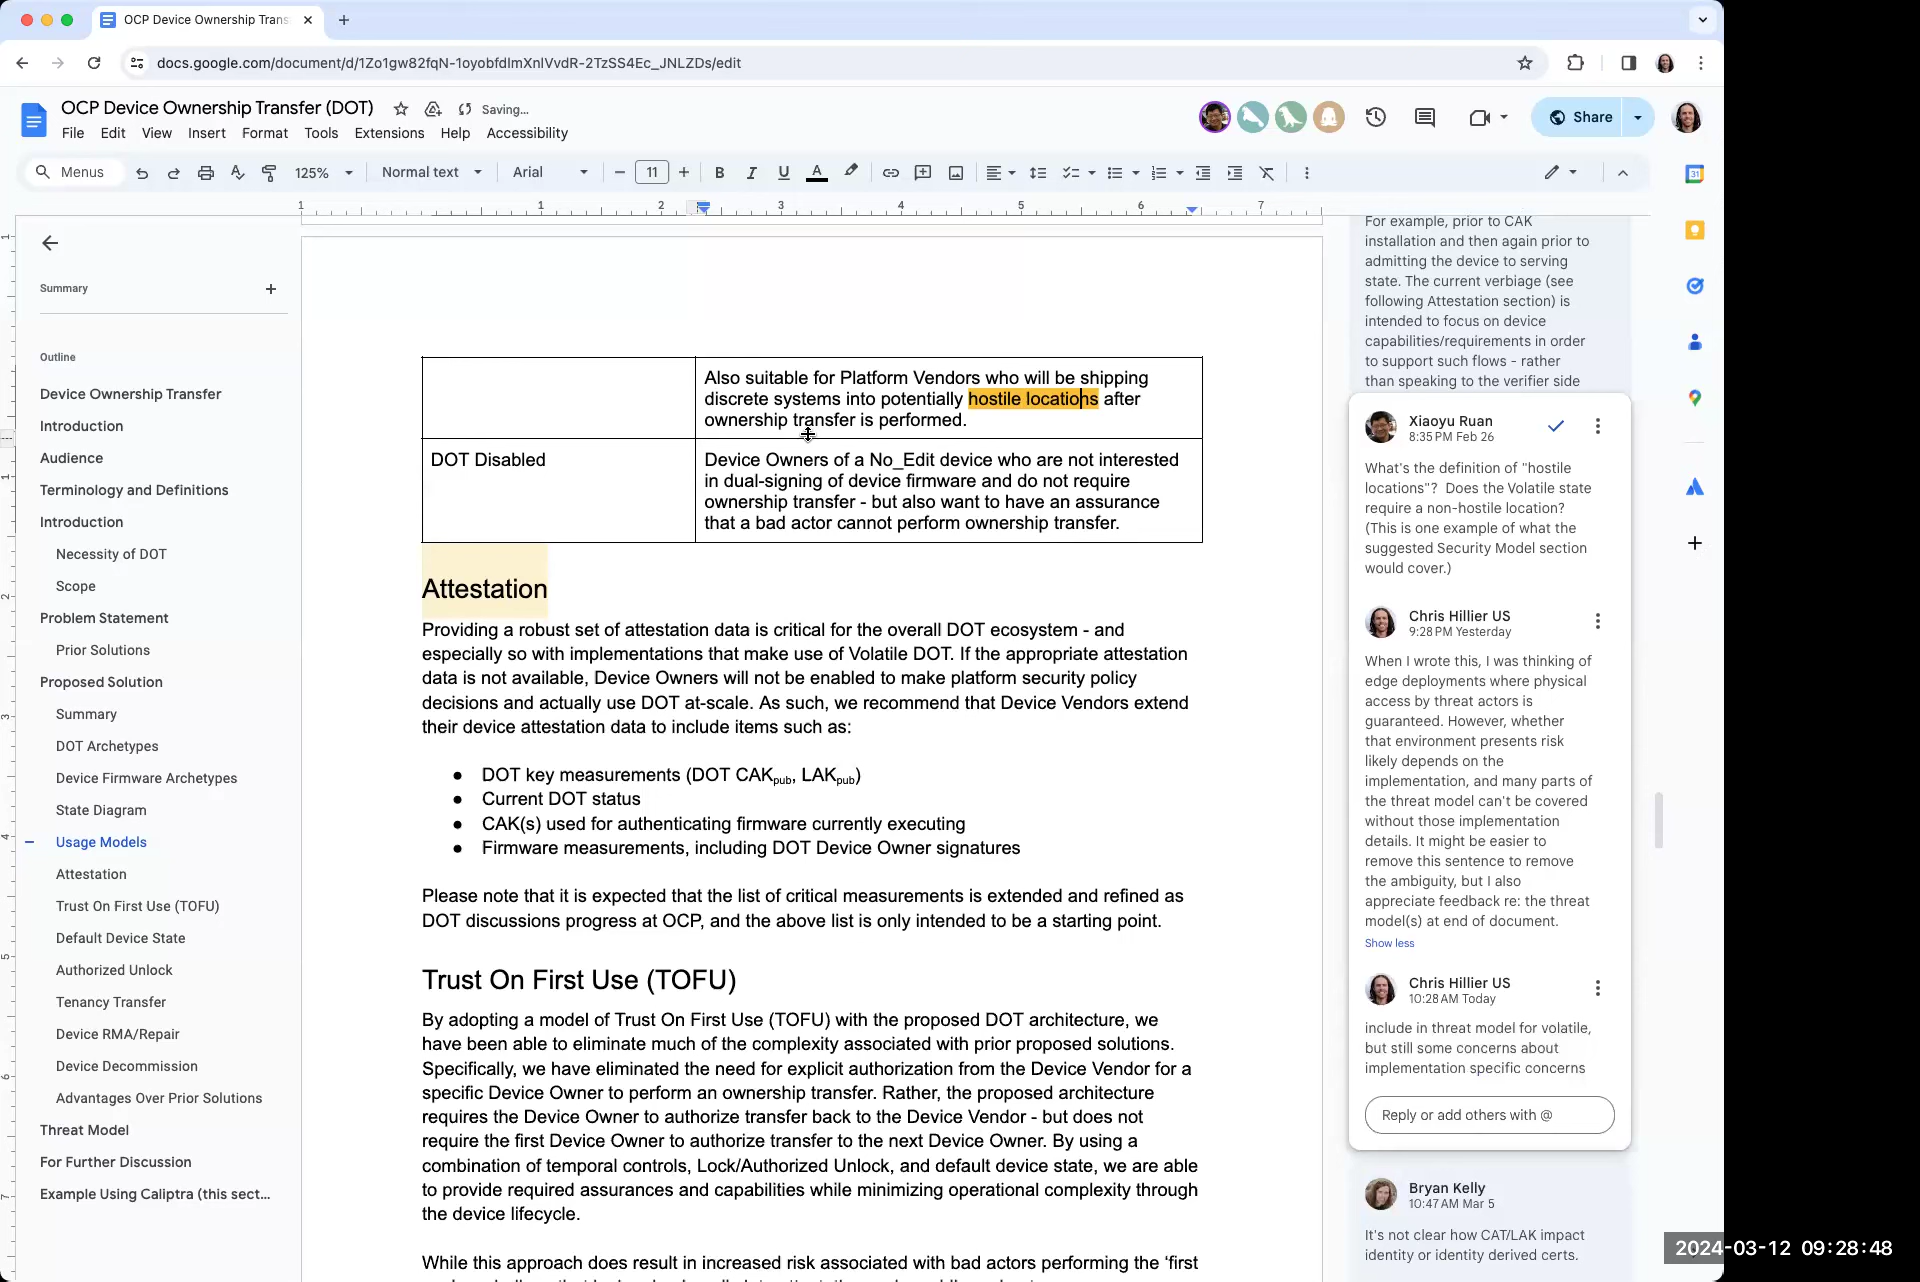 OCP Device Ownership Trans
docs.google.com/document/d/1Zo1gw82fqN-1oyobfdImXnIVvdR-2TzSS4Ec_JNLZDs/edit
OCP Device Ownership Transfer (DOT)
Saving...
File Edit View Insert Format Tools Extensions Help Accessibility
Share
Menus
125%
Normal text
Arial
11
B I U A
1 1 2 3 4 5 6 7
31
Summary
Outline
Device Ownership Transfer
Introduction
Audience
Terminology and Definitions
Introduction
Necessity of DOT
Scope
Problem Statement
Prior Solutions
Proposed Solution
Summary
DOT Archetypes
Device Firmware Archetypes
State Diagram
Usage Models
Attestation
Trust On First Use (TOFU)
Default Device State
Authorized Unlock
Tenancy Transfer
Device RMA/Repair
Device Decommission
Advantages Over Prior Solutions
Threat Model
For Further Discussion
Example Using Caliptra (this sect...
1
1
2
3
4
5
6
7
Also suitable for Platform Vendors who will be shipping
discrete systems into potentially hostile locations after
ownership transfer is performed.
DOT Disabled
Device Owners of a No_Edit device who are not interested
in dual-signing of device firmware and do not require
ownership transfer - but also want to have an assurance
that a bad actor cannot perform ownership transfer.
Attestation
Providing a robust set of attestation data is critical for the overall DOT ecosystem - and
especially so with implementations that make use of Volatile DOT. If the appropriate attestation
data is not available, Device Owners will not be enabled to make platform security policy
decisions and actually use DOT at-scale. As such, we recommend that Device Vendors extend
their device attestation data to include items such as:
● DOT key measurements (DOT CAKpub, LAKpub)
● Current DOT status
● CAK(s) used for authenticating firmware currently executing
● Firmware measurements, including DOT Device Owner signatures
Please note that it is expected that the list of critical measurements is extended and refined as
DOT discussions progress at OCP, and the above list is only intended to be a starting point.
Trust On First Use (TOFU)
By adopting a model of Trust On First Use (TOFU) with the proposed DOT architecture, we
have been able to eliminate much of the complexity associated with prior proposed solutions.
Specifically, we have eliminated the need for explicit authorization from the Device Vendor for a
specific Device Owner to perform an ownership transfer. Rather, the proposed architecture
requires the Device Owner to authorize transfer back to the Device Vendor - but does not
require the first Device Owner to authorize transfer to the next Device Owner. By using a
combination of temporal controls, Lock/Authorized Unlock, and default device state, we are able
to provide required assurances and capabilities while minimizing operational complexity through
the device lifecycle.
While this approach does result in increased risk associated with bad actors performing the ‘first
For example, prior to CAK
installation and then again prior to
admitting the device to serving
state. The current verbiage (see
following Attestation section) is
intended to focus on device
capabilities/requirements in order
to support such flows - rather
than speaking to the verifier side
Xiaoyu Ruan
8:35 PM Feb 26
What's the definition of "hostile
locations"? Does the Volatile state
require a non-hostile location?
(This is one example of what the
suggested Security Model section
would cover.)
Chris Hillier US
9:28 PM Yesterday
When I wrote this, I was thinking of
edge deployments where physical
access by threat actors is
guaranteed. However, whether
that environment presents risk
likely depends on the
implementation, and many parts of
the threat model can't be covered
without those implementation
details. It might be easier to
remove this sentence to remove
the ambiguity, but I also
appreciate feedback re: the threat
model(s) at end of document.
Show less
Chris Hillier US
10:28 AM Today
include in threat model for volatile,
but still some concerns about
implementation specific concerns
Reply or add others with @
Bryan Kelly
10:47 AM Mar 5
It's not clear how CAT/LAK impact
identity or identity derived certs.
2024-03-12 09:28:48